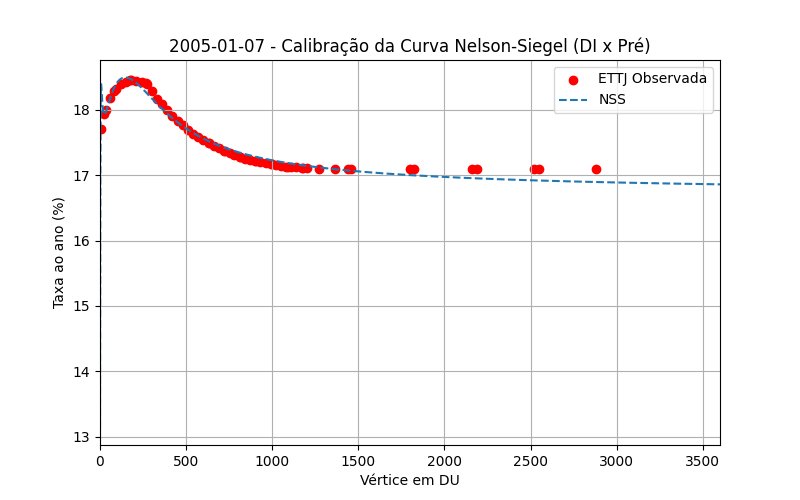 2005-01-07 - Calibração da Curva Nelson-Siegel (DI x Pré)
ETTJ Observada
NSS
Taxa ao ano (%)
18
17
16
15
14
13
0 500 1000 1500 2000 2500 3000 3500
Vértice em DU